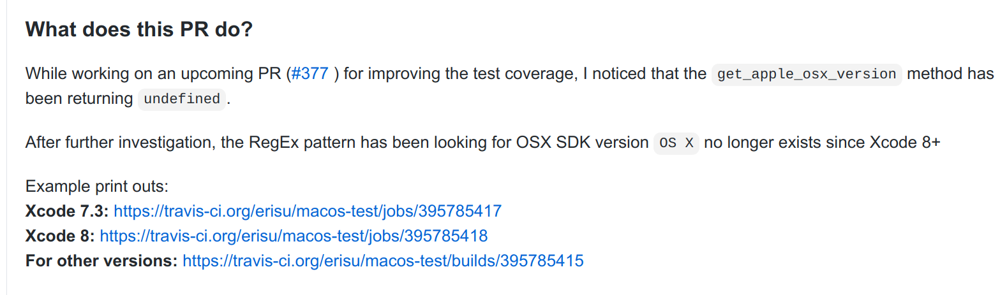 What does this PR do?
While working on an upcoming PR (#377 ) for improving the test coverage, I noticed that the get_apple_osx_version method has
been returning undefined.
After further investigation, the RegEx pattern has been looking for OSX SDK version OS X no longer exists since Xcode 8+
Example print outs:
Xcode 7.3: https://travis-ci.org/erisu/macos-test/jobs/395785417
Xcode 8: https://travis-ci.org/erisu/macos-test/jobs/395785418
For other versions: https://travis-ci.org/erisu/macos-test/builds/395785415